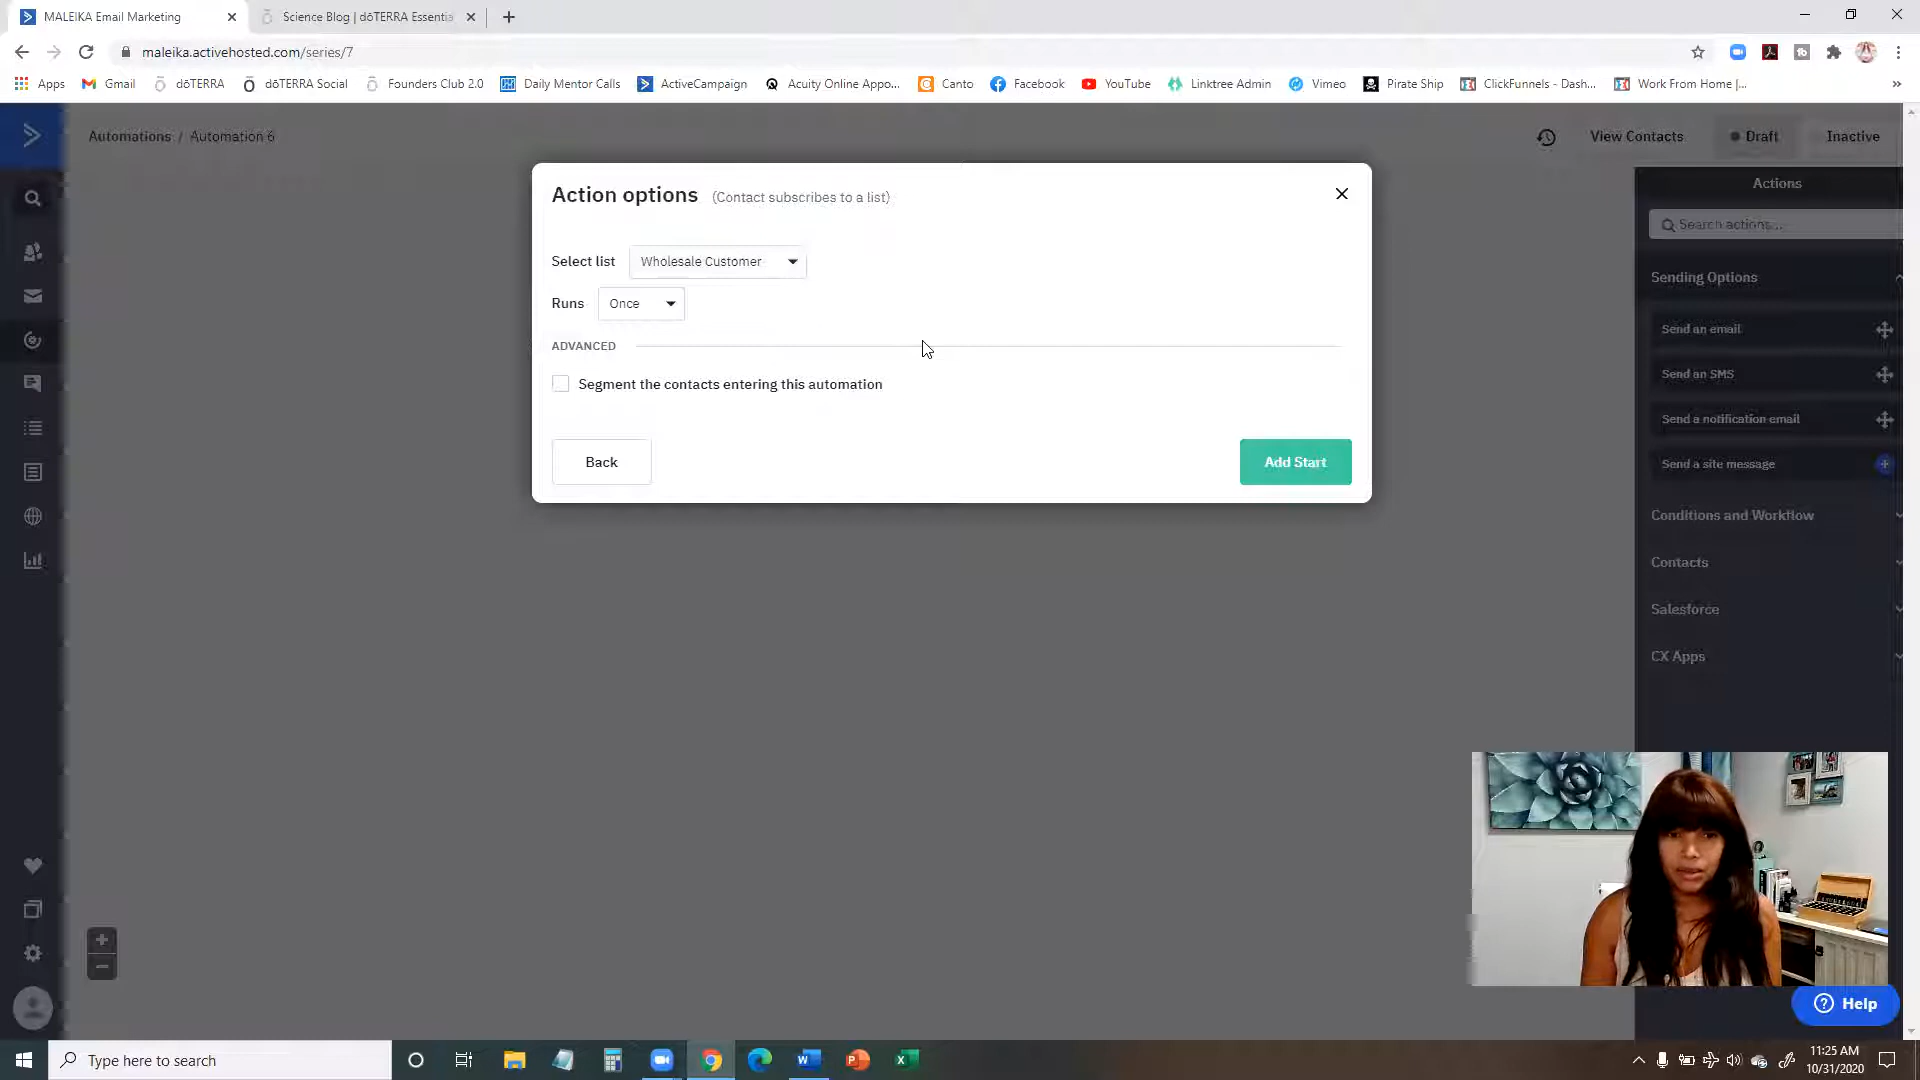 MALEIKA Email Marketing
Science Blog | dōTERRA Essentia
maleika.activehosted.com/series/7
Apps
Gmail
dōTERRA
dōTERRA Social
Founders Club 2.0
Daily Mentor Calls
ActiveCampaign
Acuity Online Appo...
Canto
Facebook
YouTube
Linktree Admin
Vimeo
Pirate Ship
ClickFunnels - Dash...
Work From Home |...
Automations / Automation 6
View Contacts
Draft
Inactive
Action options (Contact subscribes to a list)
Select list Wholesale Customer
Runs Once
ADVANCED
Segment the contacts entering this automation
Back
Add Start
Actions
Search actions...
Sending Options
Send an email
Send an SMS
Send a notification email
Send a site message
Conditions and Workflow
Contacts
Salesforce
CX Apps
Help
Type here to search
11:25 AM
10/31/2020